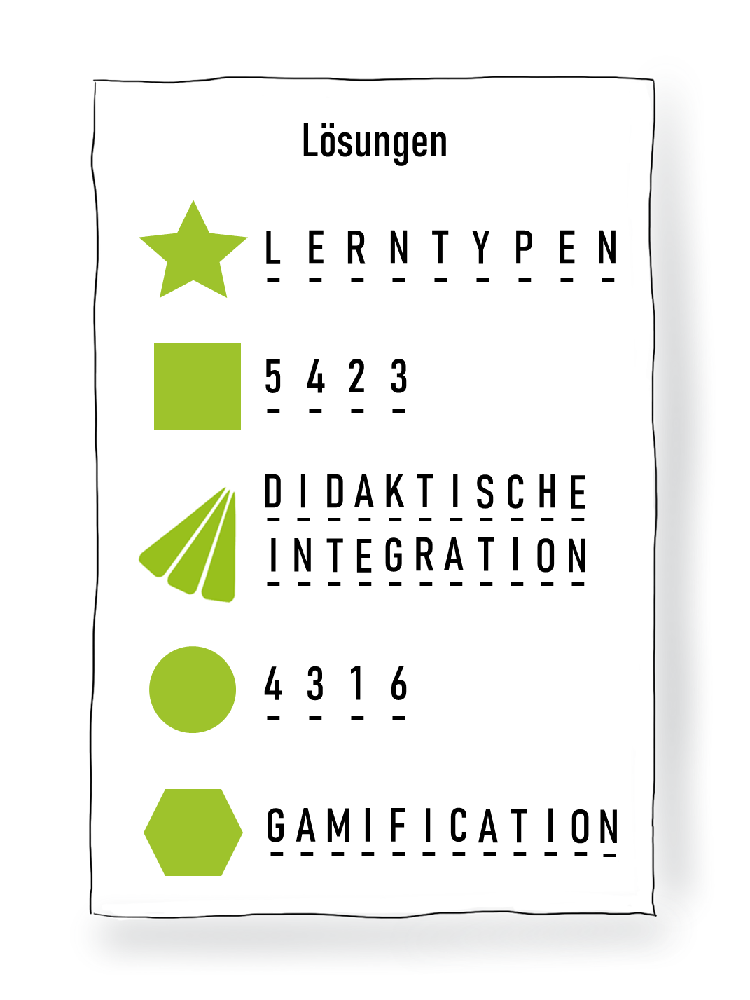 Lösungen
L E R N T Y P E N
5 4 2 3
D I D A K T I S C H E
I N T E G R A T I O N
4 3 1 6
G A M I F I C A T I O N